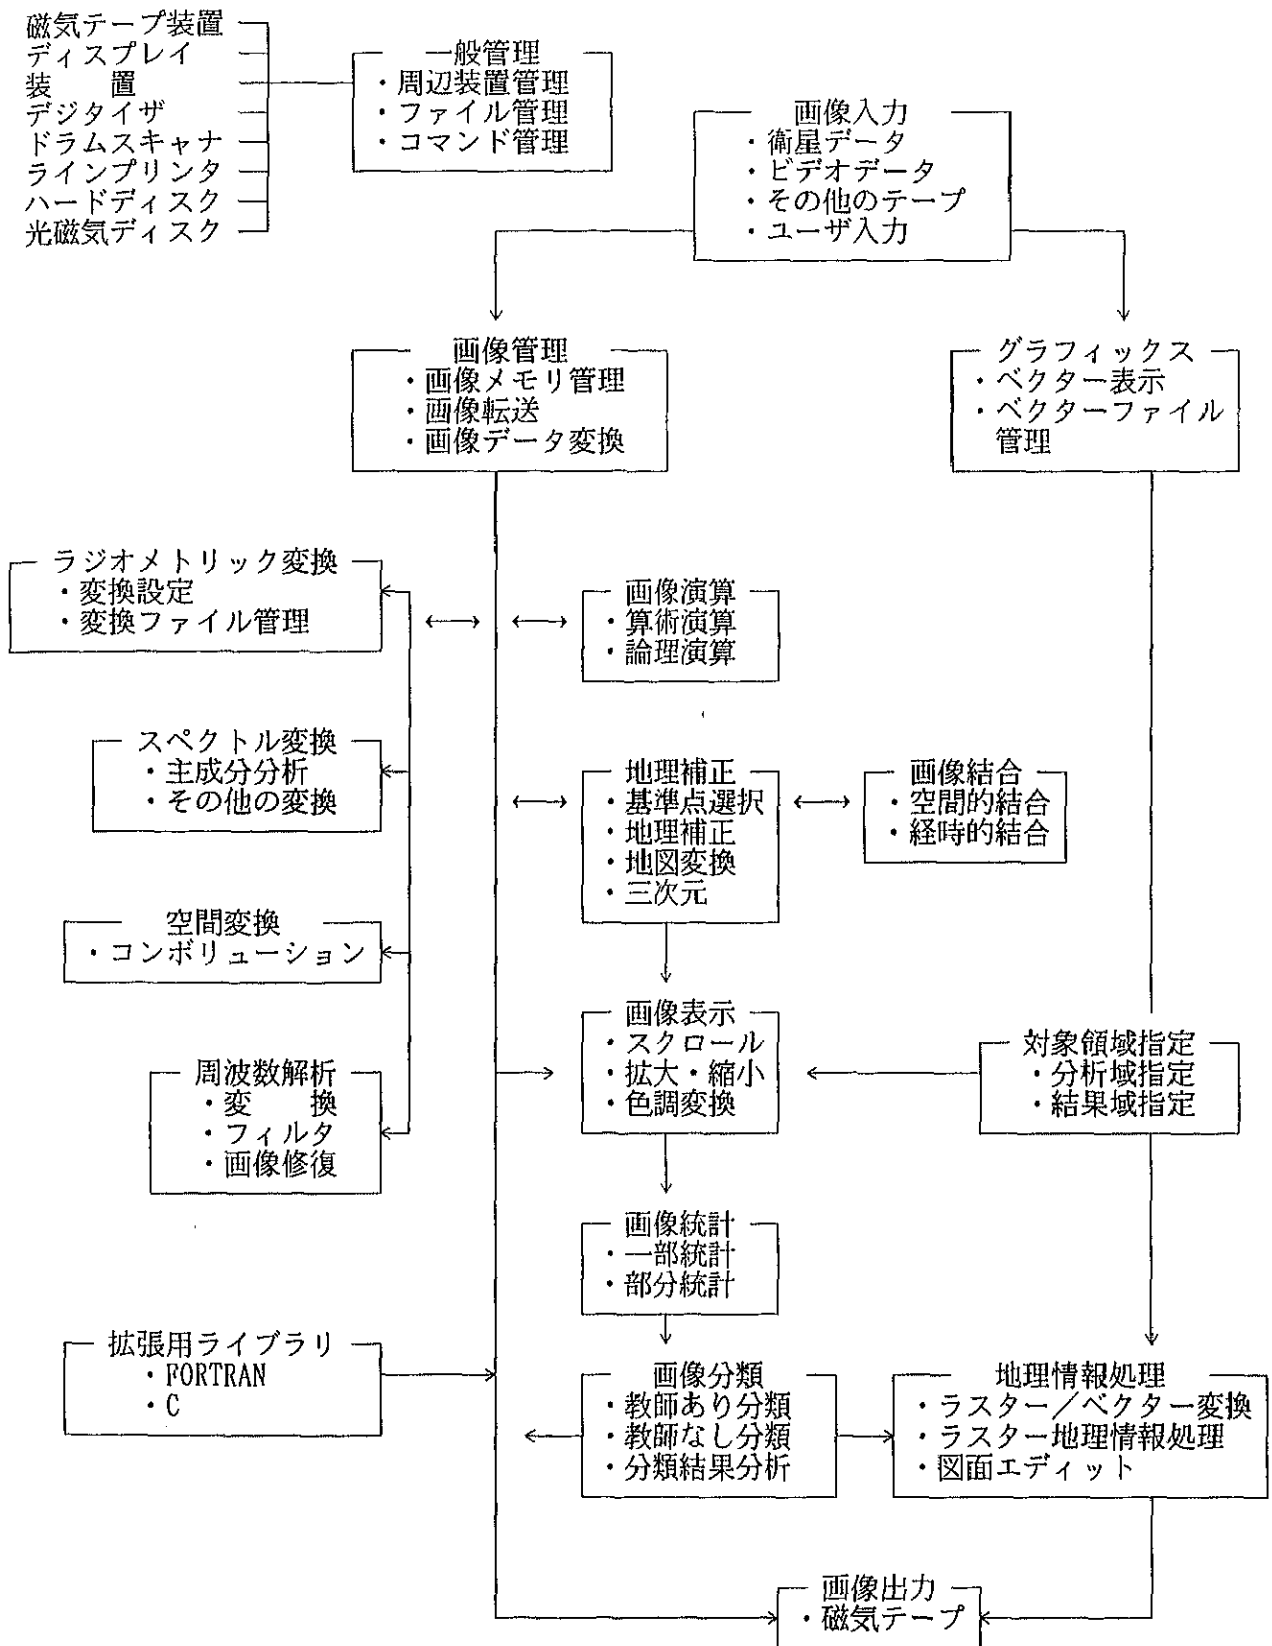 磁気テープ装置
ディスプレイ
装　　置
デジタイザ
ドラムスキャナ
ラインプリンタ
ハードディスク
光磁気ディスク
一般管理
・周辺装置管理
・ファイル管理
・コマンド管理
画像入力
・衛星データ
・ビデオデータ
・その他のテープ
・ユーザ入力
画像管理
・画像メモリ管理
・画像転送
・画像データ変換
グラフィックス
・ベクター表示
・ベクターファイル
管理
ラジオメトリック変換
・変換設定
・変換ファイル管理
画像演算
・算術演算
・論理演算
スペクトル変換
・主成分分析
・その他の変換
地理補正
・基準点選択
・地理補正
・地図変換
・三次元
画像結合
・空間的結合
・経時的結合
空間変換
・コンボリューション
画像表示
・スクロール
・拡大・縮小
・色調変換
対象領域指定
・分析域指定
・結果域指定
周波数解析
・変　　換
・フィルタ
・画像修復
画像統計
・一部統計
・部分統計
拡張用ライブラリ
・FORTRAN
・C
画像分類
・教師あり分類
・教師なし分類
・分類結果分析
地理情報処理
・ラスター／ベクター変換
・ラスター地理情報処理
・図面エディット
画像出力
・磁気テープ